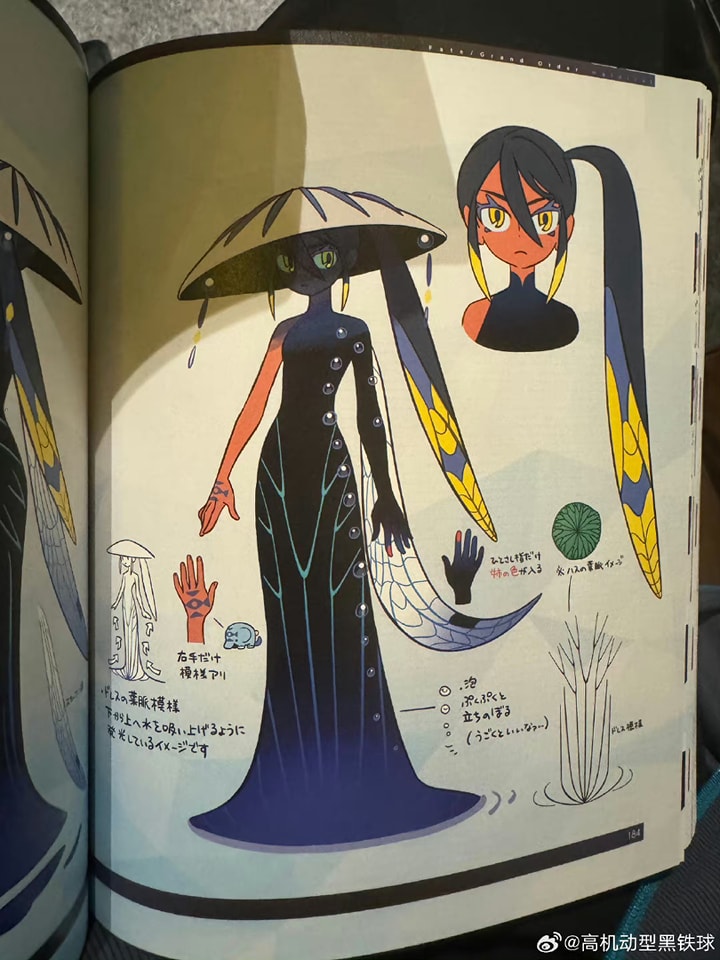 Fate/Grand Order Material
ひとさし指だけ
姉の色が入る
水ハスの葉脈イメージ
右手だけ
模様アリ
・ドレスの葉脈模様
下から上へ水を吸い上げるように
発光しているイメージです
・泡
ぷくぷくと
立ちのぼる
(うごくといいなっ…)
ドレス模様
184
@高机动型黑铁球